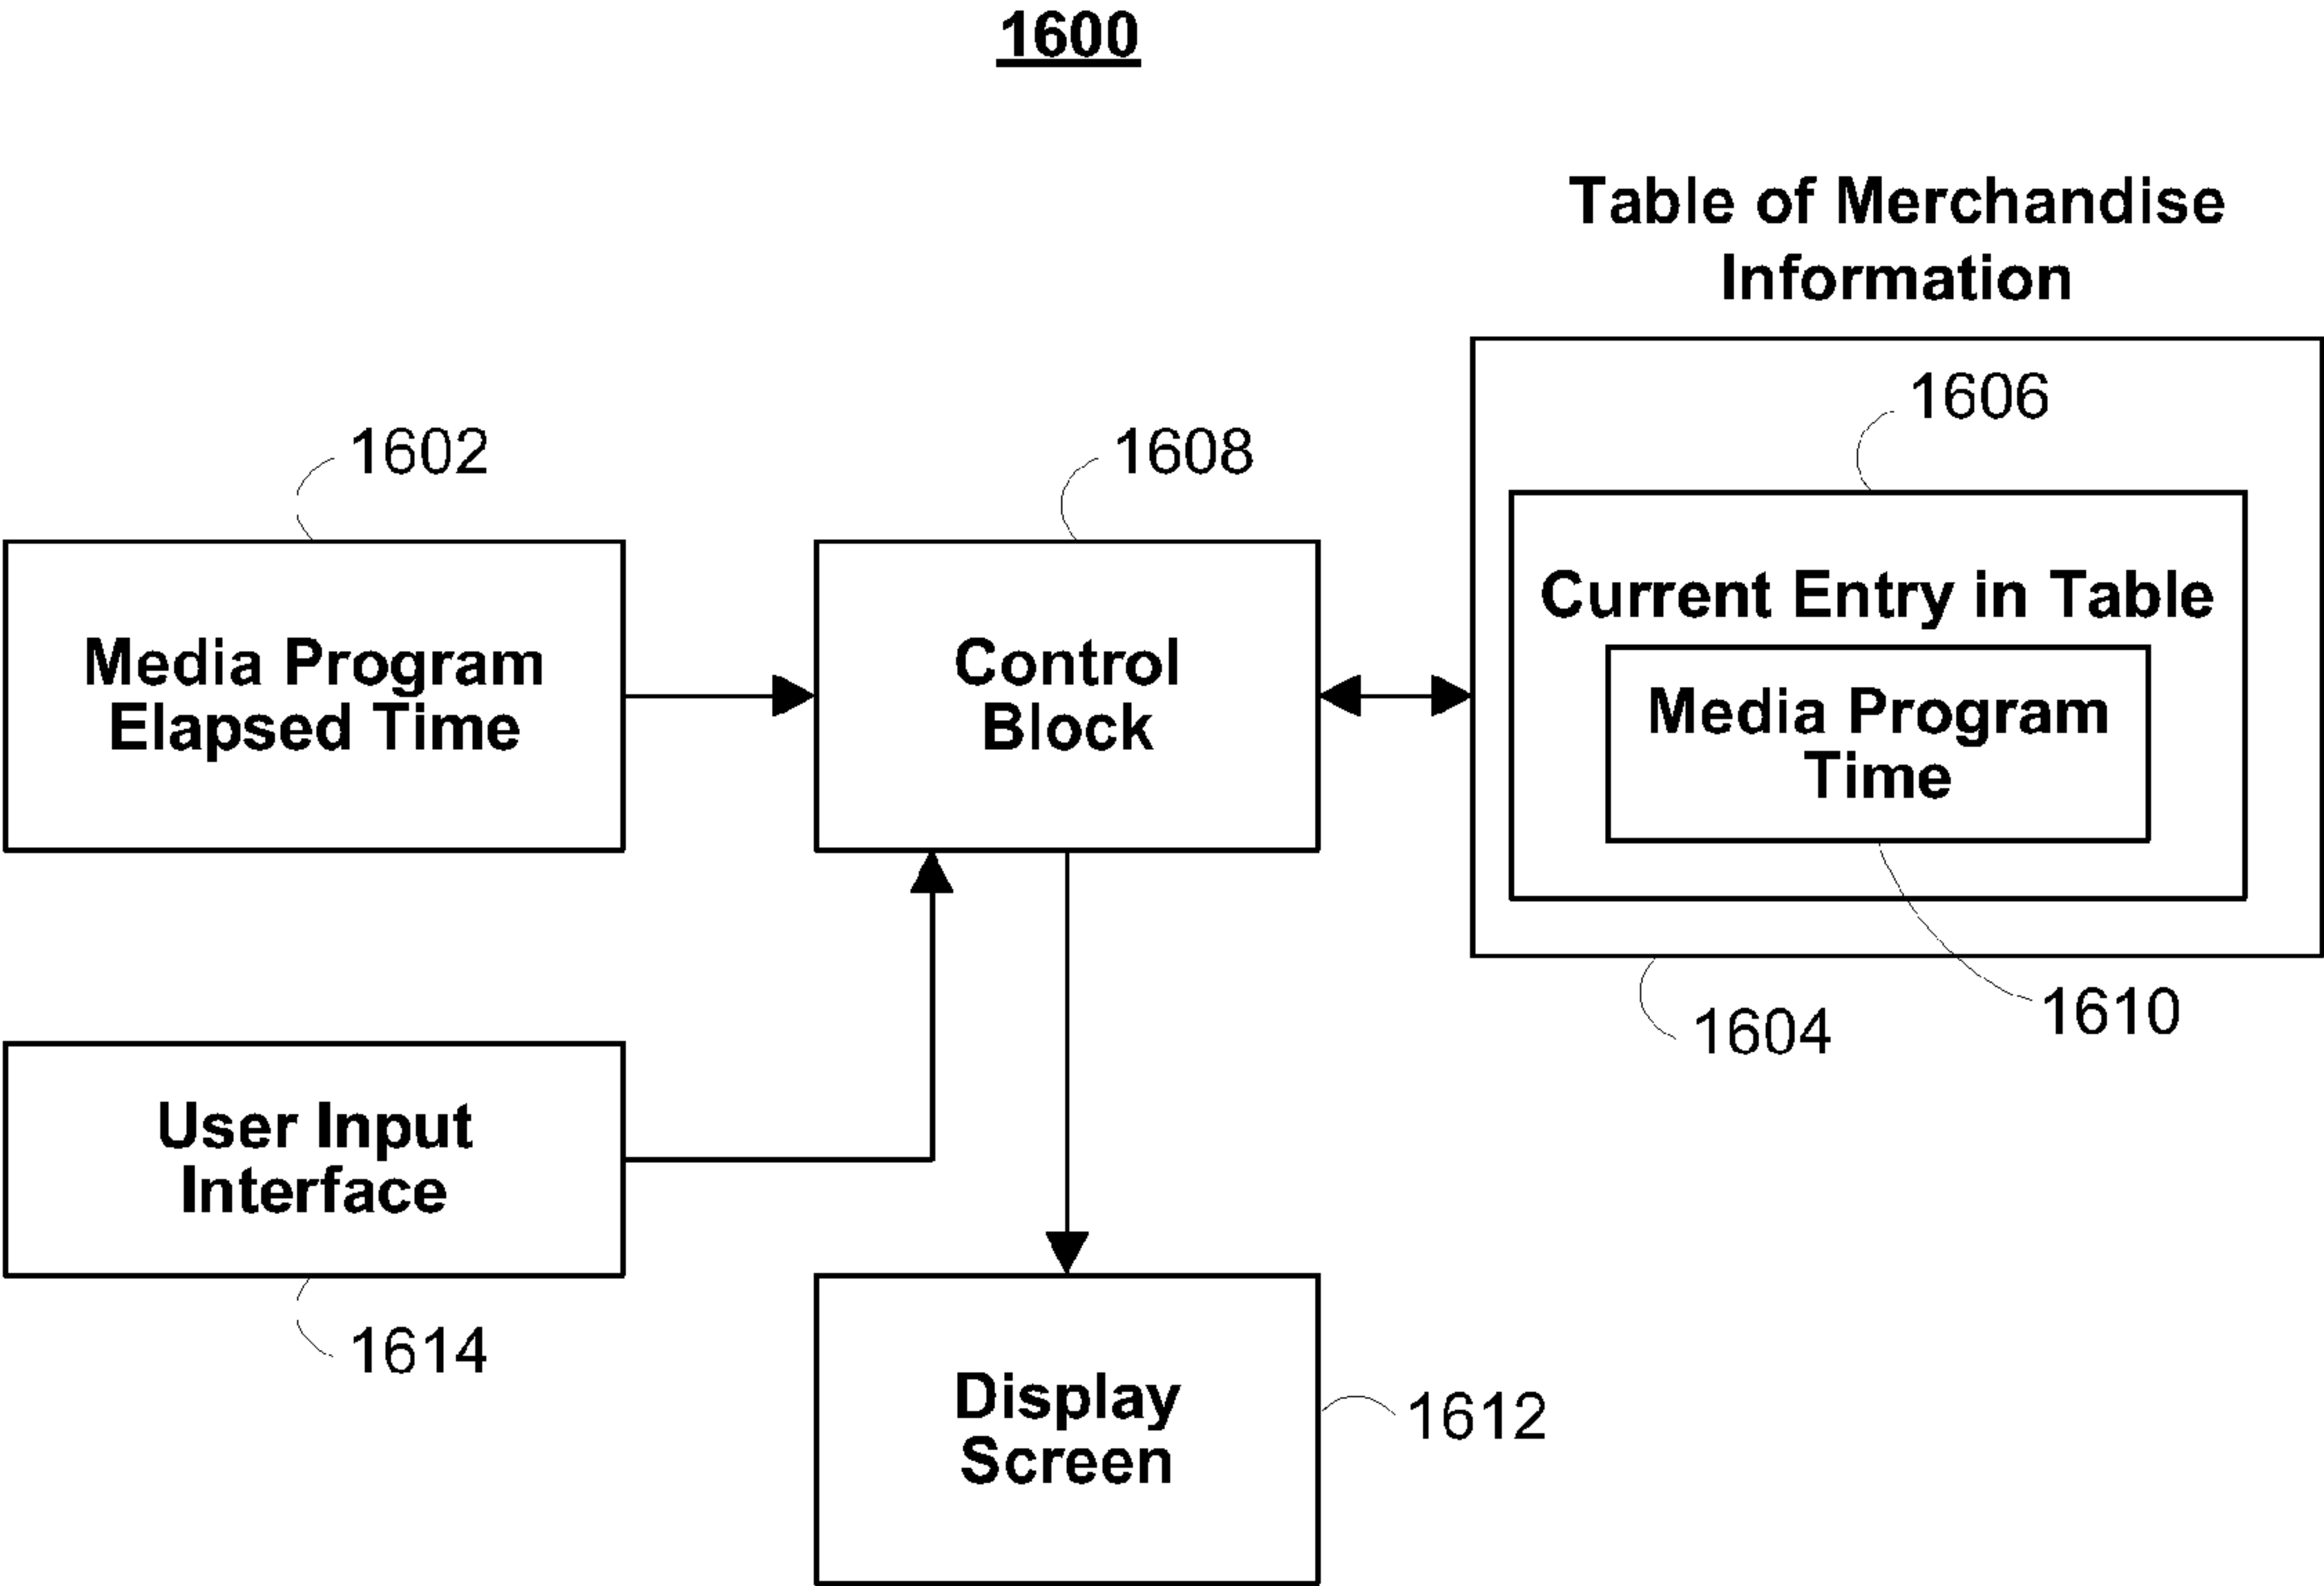 1600
Table of Merchandise
Information
1606
1602
1608
Current Entry in Table
Media Program
Elapsed Time
Control
Block
Media Program
Time
1610
1604
User Input
Interface
1614
Display
Screen
1612